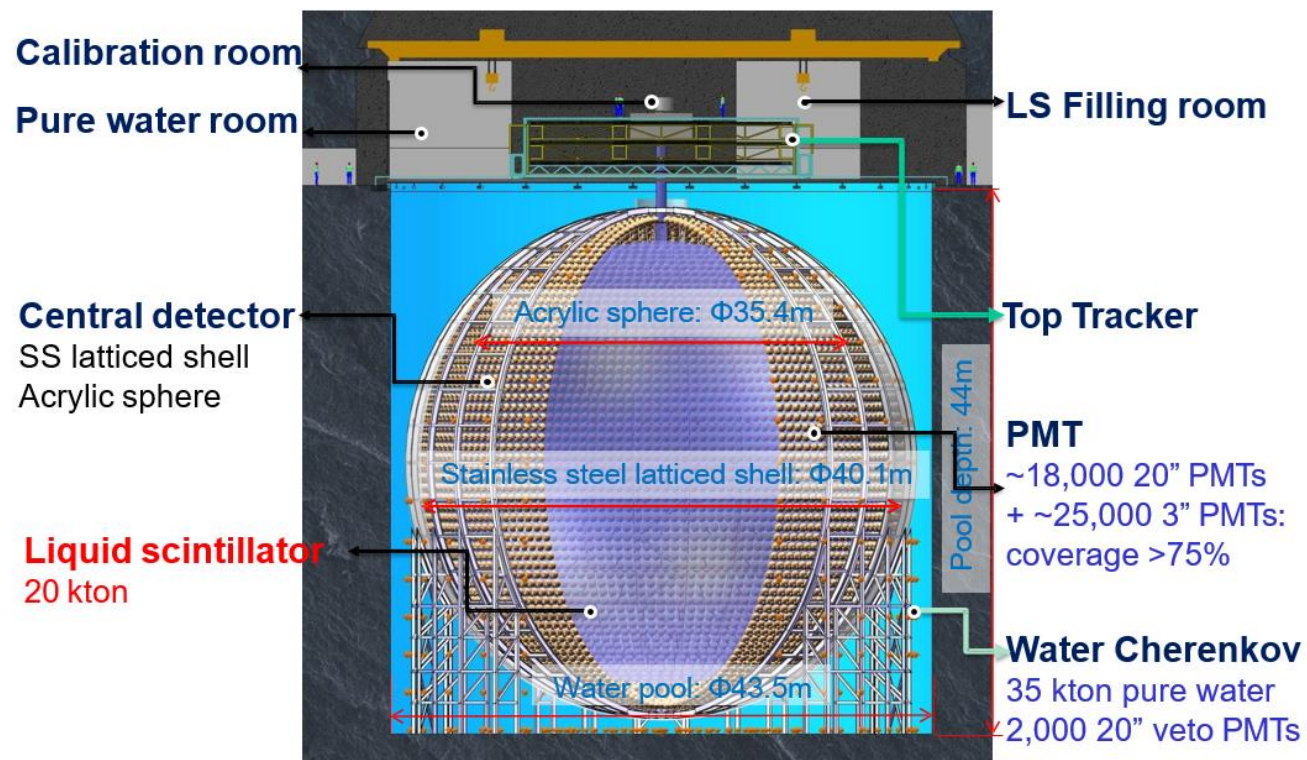 Calibration room
Pure water room
LS Filling room
Central detector
SS latticed shell
Acrylic sphere
Liquid scintillator
20 kton
Acrylic sphere: Φ35.4m
Stainless steel latticed shell: Φ40.1m
Water pool: Φ43.5m
Pool depth: 44m
Top Tracker
PMT
~18,000 20” PMTs
+ ~25,000 3” PMTs:
coverage >75%
Water Cherenkov
35 kton pure water
2,000 20” veto PMTs